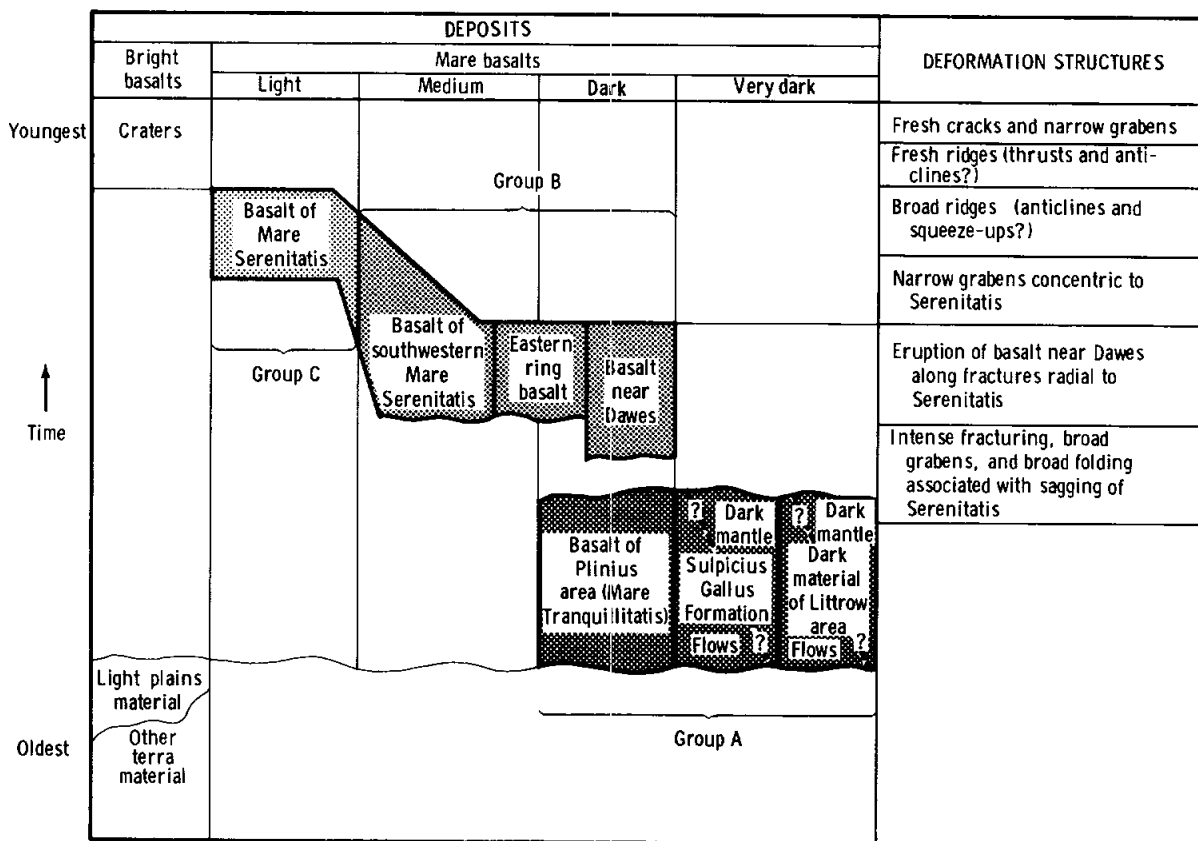 DEPOSITS
Bright
basalts
Mare basalts
Light
Medium
Dark
Very dark
DEFORMATION STRUCTURES
Youngest
Craters
Group B
Basalt of
Mare
Serenitatis
Group C
Basalt of
southwestern
Mare
Serenitatis
Eastern
ring
basalt
Basalt
near
Dawes
Time
Basalt of
Plinius
area (Mare
Tranquillitatis)
? Dark
mantle
Sulpicius
Gallus
Formation
Flows ?
? Dark
mantle
Dark
material
of Littrow
area
Flows ?
Group A
Light plains
material
Oldest
Other
terra
material
Fresh cracks and narrow grabens
Fresh ridges (thrusts and anti-
clines?)
Broad ridges (anticlines and
squeeze-ups?)
Narrow grabens concentric to
Serenitatis
Eruption of basalt near Dawes
along fractures radial to
Serenitatis
Intense fracturing, broad
grabens, and broad folding
associated with sagging of
Serenitatis